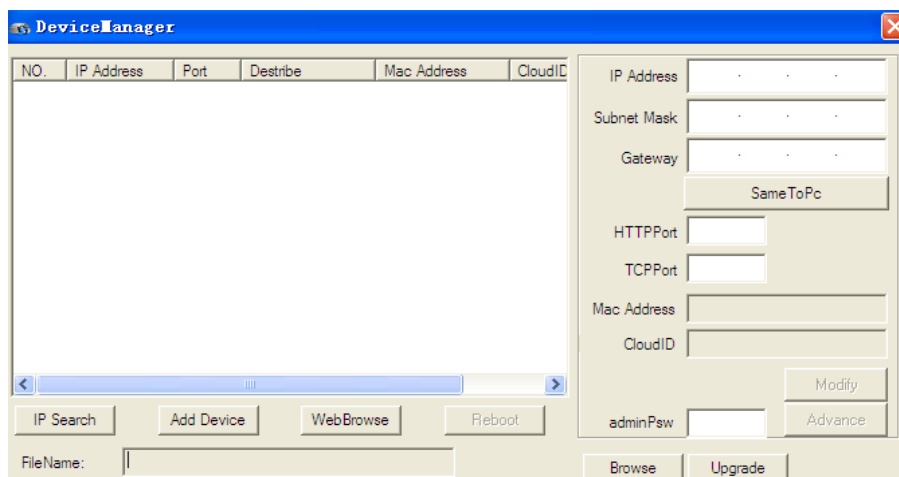 DeviceManager
NO. IP Address Port Destribe Mac Address CloudID
IP Address
Subnet Mask
Gateway
SameToPc
HTTPPort
TCPPort
Mac Address
CloudID
Modify
IP Search Add Device WebBrowse Reboot
adminPsw Advance
FileName:
Browse Upgrade